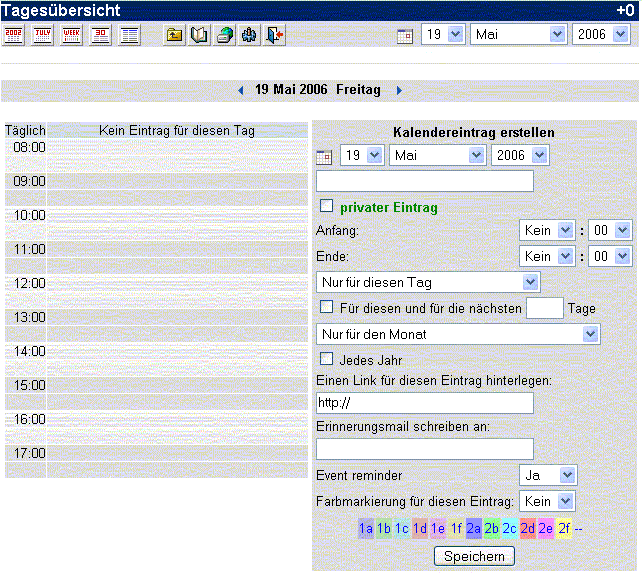 Tagesübersicht +0
2002 JULY WEEK 30
19 Mai 2006
19 Mai 2006 Freitag
Täglich Kein Eintrag für diesen Tag
08:00
09:00
10:00
11:00
12:00
13:00
14:00
15:00
16:00
17:00
Kalendereintrag erstellen
19 Mai 2006
privater Eintrag
Anfang: Kein : 00
Ende: Kein : 00
Nur für diesen Tag
Für diesen und für die nächsten Tage
Nur für den Monat
Jedes Jahr
Einen Link für diesen Eintrag hinterlegen:
http://
Erinnerungsmail schreiben an:
Event reminder Ja
Farbmarkierung für diesen Eintrag: Kein
1a 1b 1c 1d 1e 1f 2a 2b 2c 2d 2e 2f --
Speichern